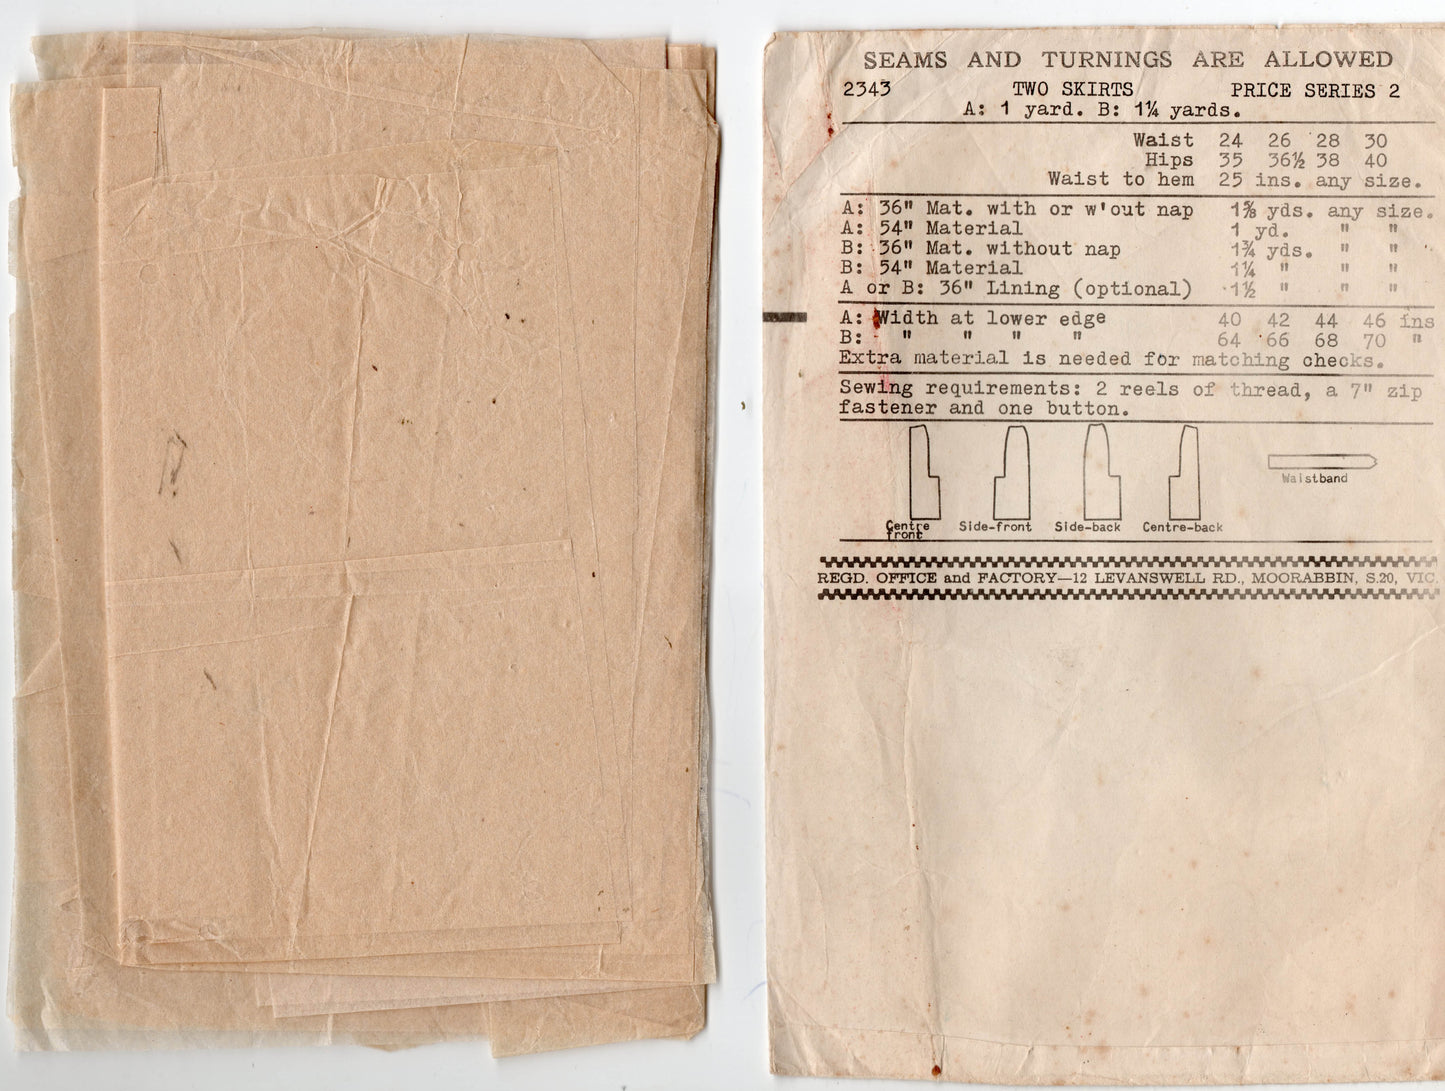 SEAMS AND TURNINGS ARE ALLOWED
2343 TWO SKIRTS PRICE SERIES 2
A: 1 yard. B: 1¼ yards.
Waist 24 26 28 30
Hips 35 36½ 38 40
Waist to hem 25 ins. any size.
A: 36" Mat. with or w'out nap 1⅜ yds. any size.
A: 54" Material 1 yd. " "
B: 36" Mat. without nap 1¾ yds. " "
B: 54" Material 1¼ " " "
A or B: 36" Lining (optional) 1½ " " "
A: Width at lower edge 40 42 44 46 ins
B: " " " " 64 66 68 70 "
Extra material is needed for matching checks.
Sewing requirements: 2 reels of thread, a 7" zip
fastener and one button.
Waistband
Centre front
Side-front
Side-back
Centre-back
REGD. OFFICE and FACTORY—12 LEVANSWELL RD., MOORABBIN, S.20, VIC.